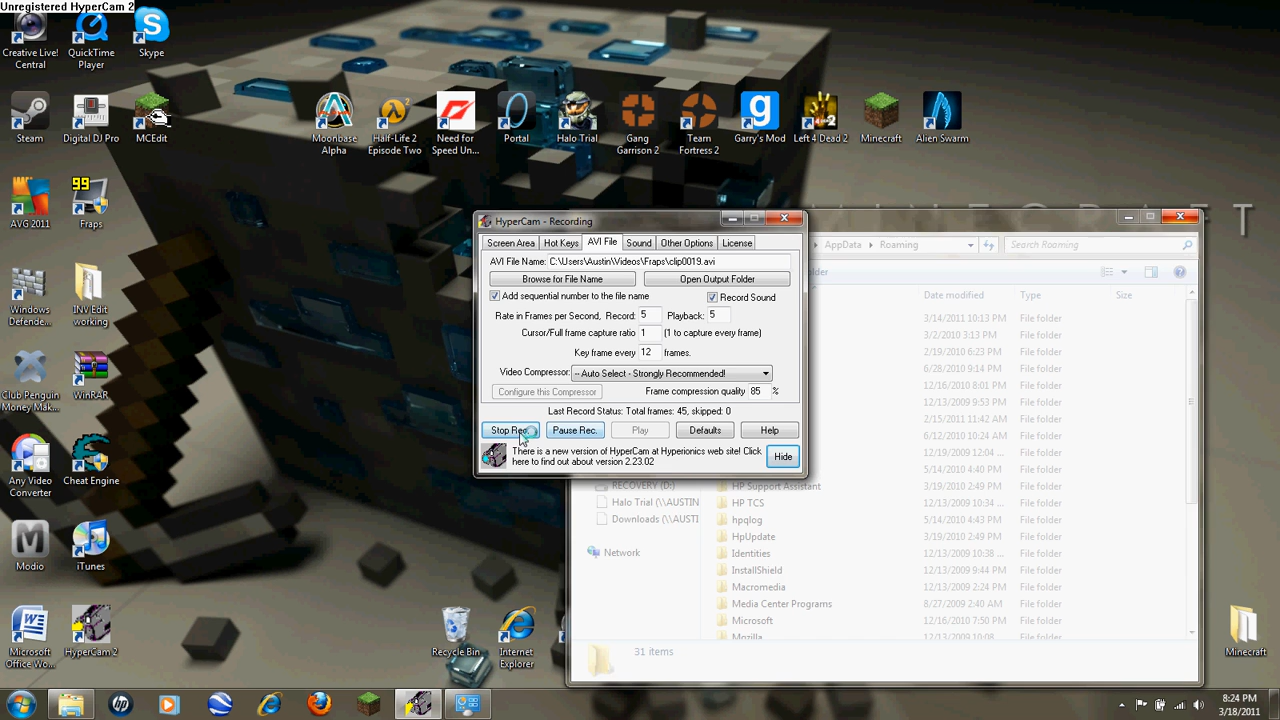 Unregistered HyperCam 2
Creative Live!
Central
QuickTime
Player
Skype
Steam
Digital DJ Pro
MCEdit
Moonbase
Alpha
Half-Life 2
Episode Two
Need for
Speed Un...
Portal
Halo Trial
Gang
Garrison 2
Team
Fortress 2
Garry's Mod
Left 4 Dead 2
Minecraft
Alien Swarm
AVG 2011
99
Fraps
Windows
Defende...
INV Edit
working
Club Penguin
Money Mak...
WinRAR
Any Video
Converter
Cheat Engine
Modio
iTunes
Microsoft
Office Wo...
HyperCam 2
Recycle Bin
Internet
Explorer
Minecraft
HyperCam - Recording
Screen Area
Hot Keys
AVI File
Sound
Other Options
License
AVI File Name: C:\Users\Austin\Videos\Fraps\clip0019.avi
Browse for File Name
Open Output Folder
Add sequential number to the file name
Record Sound
Rate in Frames per Second, Record: 5 Playback: 5
Cursor/Full frame capture ratio 1 (1 to capture every frame)
Key frame every 12 frames.
Video Compressor: -- Auto Select - Strongly Recommended!
Configure this Compressor
Frame compression quality 85 %
Last Record Status: Total frames: 45, skipped: 0
Stop Rec.
Pause Rec.
Play
Defaults
Help
There is a new version of HyperCam at Hyperionics web site! Click
here to find out about version 2.23.02
Hide
AppData
Roaming
Search Roaming
Date modified
Type
Size
3/14/2011 10:13 PM File folder
3/2/2010 3:13 PM File folder
2/19/2010 6:23 PM File folder
6/28/2010 9:14 PM File folder
12/16/2010 8:01 PM File folder
12/13/2009 9:53 PM File folder
2/15/2011 11:42 AM File folder
6/12/2010 10:24 AM File folder
12/19/2009 12:04 ... File folder
5/14/2010 4:40 PM File folder
RECOVERY (D:)
Halo Trial (\\AUSTIN
Downloads (\\AUSTI
Network
HP Support Assistant 3/19/2010 2:49 PM File folder
HP TCS 12/13/2009 10:34 ... File folder
hpqlog 5/14/2010 4:43 PM File folder
HpUpdate 3/19/2010 2:49 PM File folder
Identities 12/13/2009 10:38 ... File folder
InstallShield 12/13/2009 9:44 PM File folder
Macromedia 12/13/2009 2:24 PM File folder
Media Center Programs 8/27/2009 2:40 AM File folder
Microsoft 12/16/2010 7:50 PM File folder
Mozilla 12/13/2009 10:08 ... File folder
31 items
8:24 PM
3/18/2011